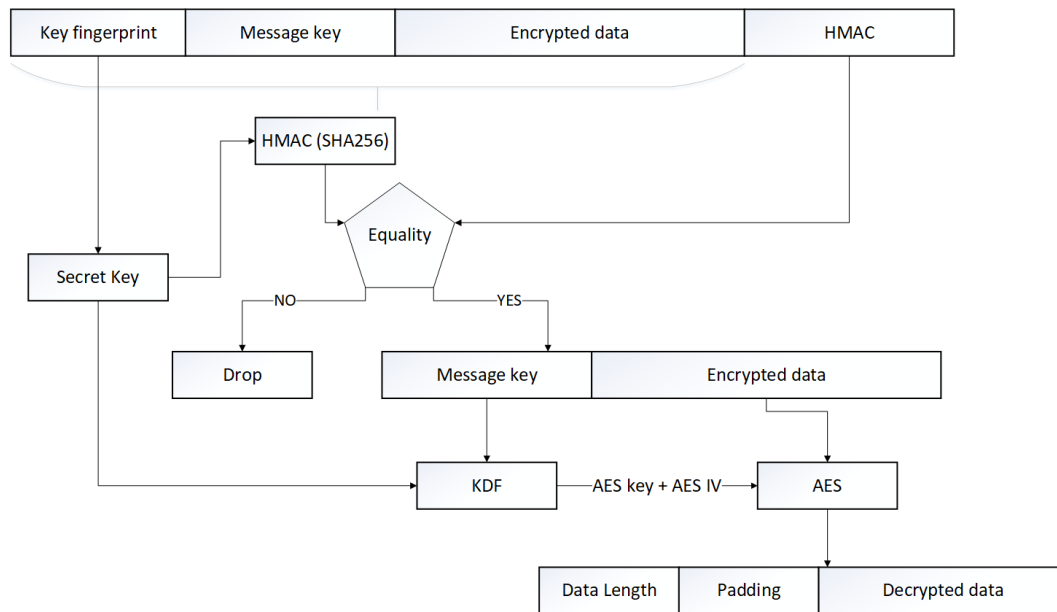 Key fingerprint
Message key
Encrypted data
HMAC
HMAC (SHA256)
Equality
Secret Key
NO
YES
Drop
Message key
Encrypted data
KDF
AES key + AES IV
AES
Data Length
Padding
Decrypted data